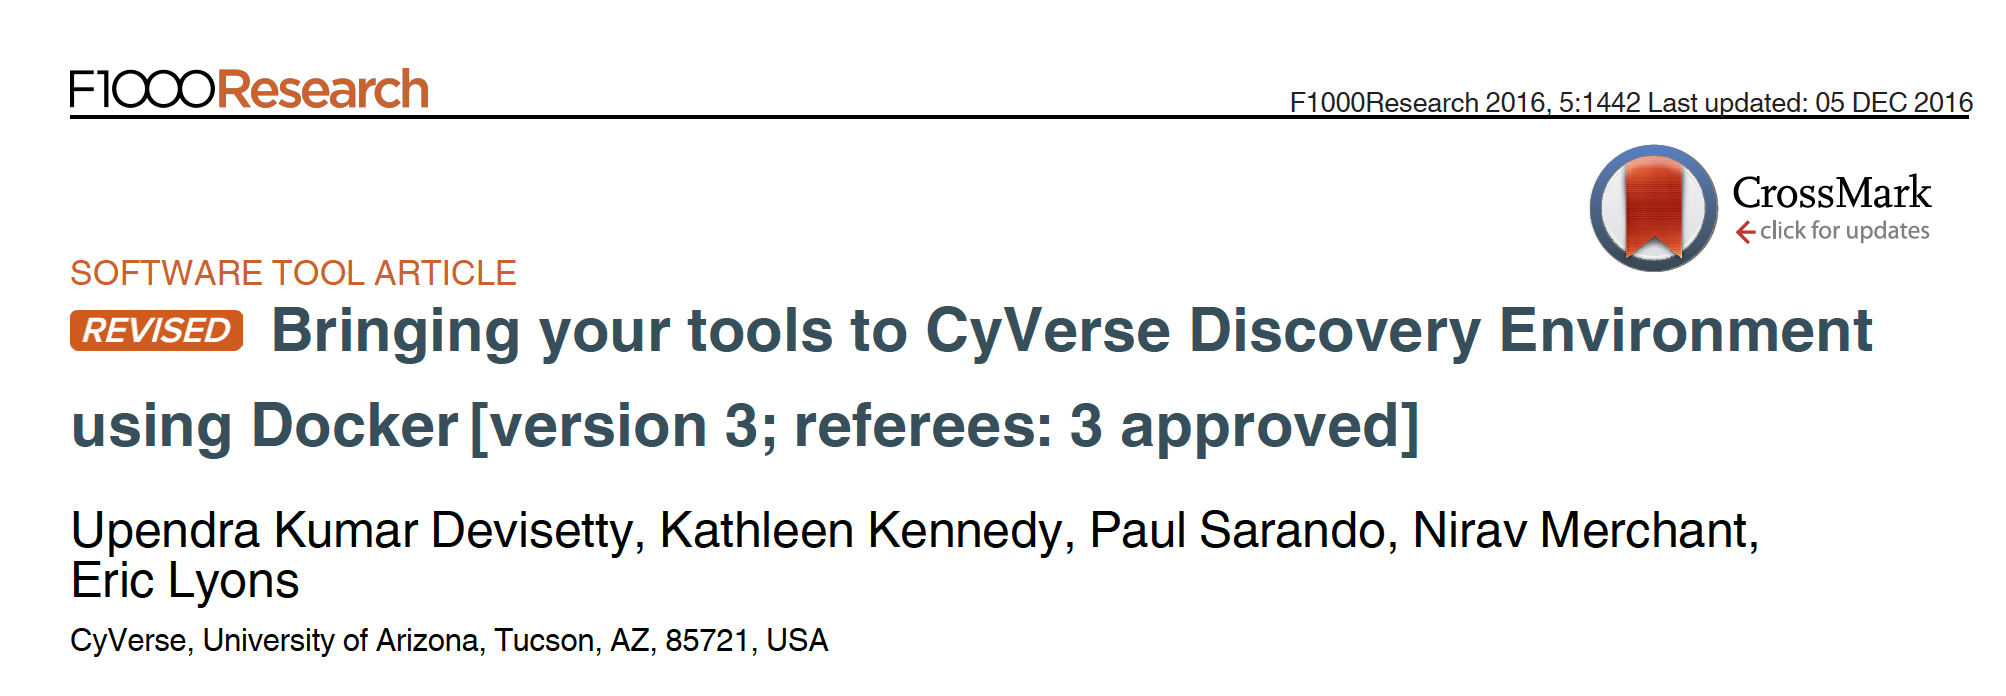 F1000Research
F1000Research 2016, 5:1442 Last updated: 05 DEC 2016
CrossMark
click for updates
SOFTWARE TOOL ARTICLE
REVISED Bringing your tools to CyVerse Discovery Environment
using Docker [version 3; referees: 3 approved]
Upendra Kumar Devisetty, Kathleen Kennedy, Paul Sarando, Nirav Merchant,
Eric Lyons
CyVerse, University of Arizona, Tucson, AZ, 85721, USA